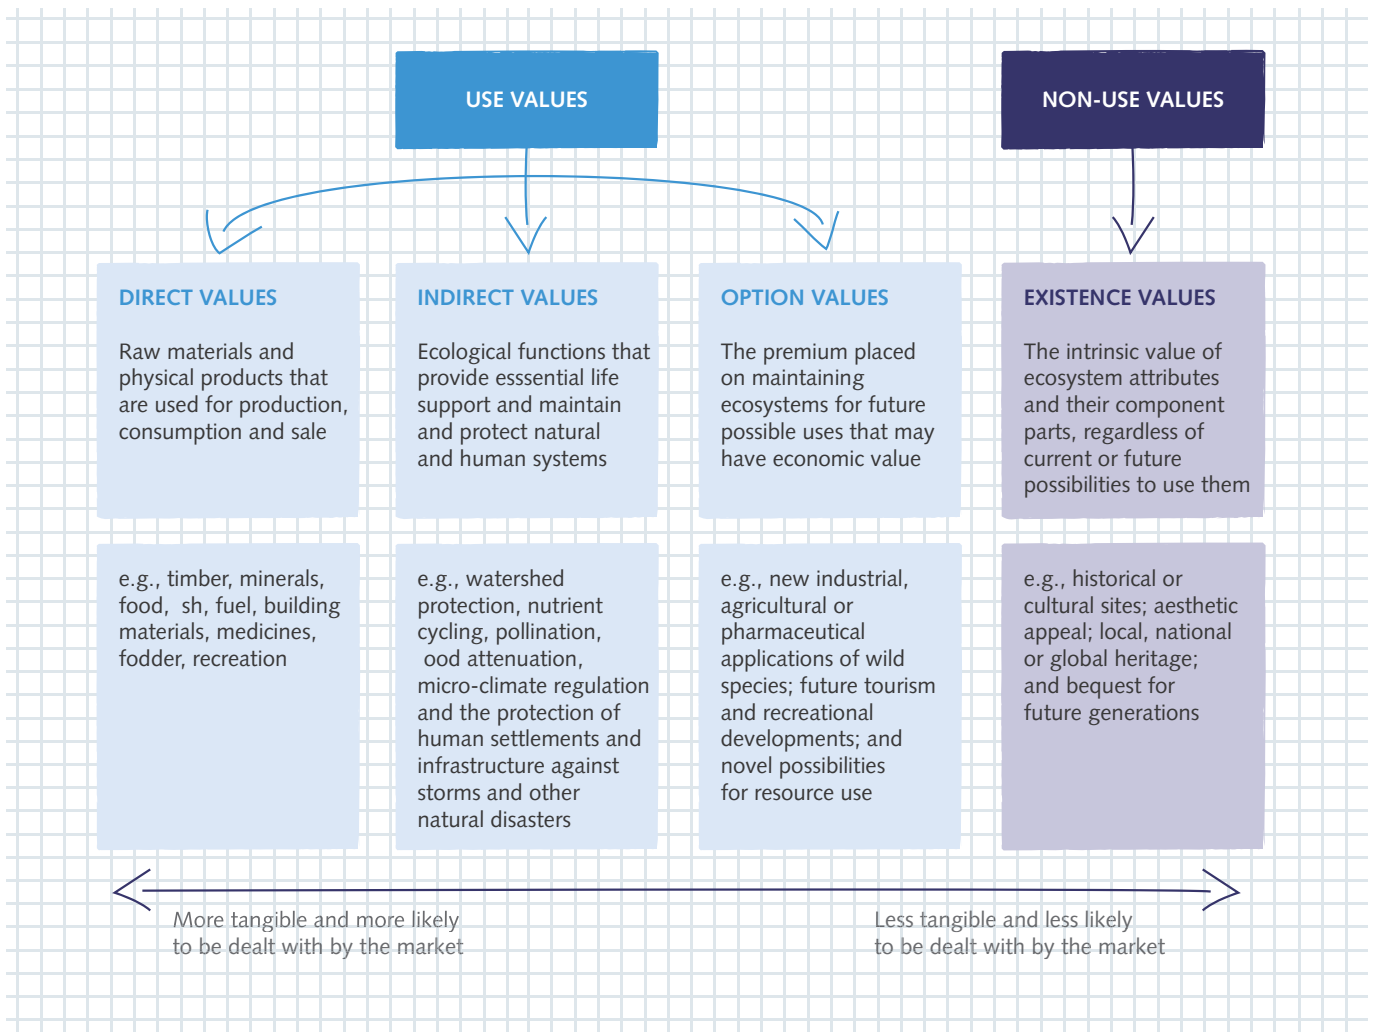 USE VALUES
NON-USE VALUES
DIRECT VALUES
Raw materials and
physical products that
are used for production,
consumption and sale
INDIRECT VALUES
Ecological functions that
provide esssential life
support and maintain
and protect natural
and human systems
OPTION VALUES
The premium placed
on maintaining
ecosystems for future
possible uses that may
have economic value
EXISTENCE VALUES
The intrinsic value of
ecosystem attributes
and their component
parts, regardless of
current or future
possibilities to use them
e.g., timber, minerals,
food, sh, fuel, building
materials, medicines,
fodder, recreation
e.g., watershed
protection, nutrient
cycling, pollination,
ood attenuation,
micro-climate regulation
and the protection of
human settlements and
infrastructure against
storms and other
natural disasters
e.g., new industrial,
agricultural or
pharmaceutical
applications of wild
species; future tourism
and recreational
developments; and
novel possibilities
for resource use
e.g., historical or
cultural sites; aesthetic
appeal; local, national
or global heritage;
and bequest for
future generations
More tangible and more likely
to be dealt with by the market
Less tangible and less likely
to be dealt with by the market